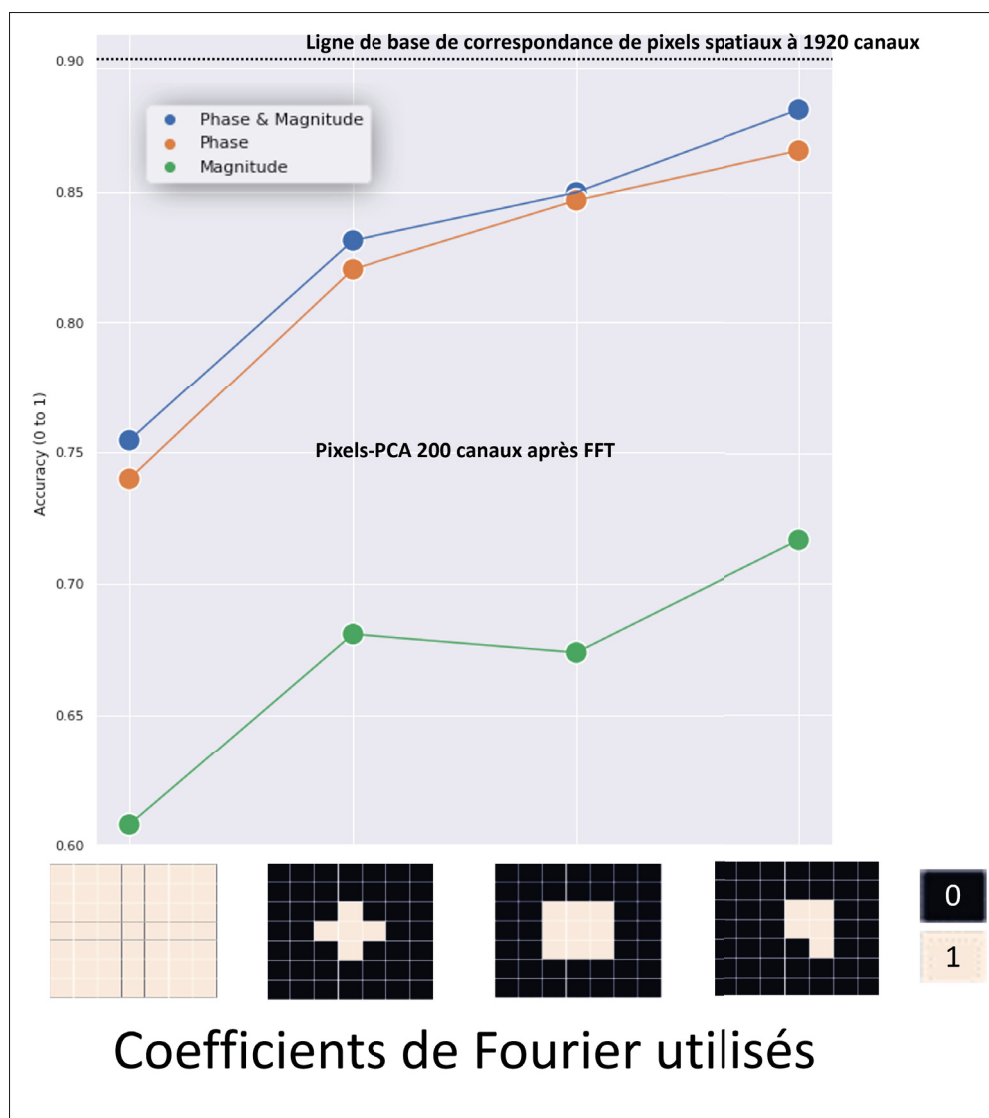 Ligne de base de correspondance de pixels spatiaux à 1920 canaux
0.90
Phase & Magnitude
Phase
Magnitude
0.85
0.80
Accuracy (0 to 1)
Pixels-PCA 200 canaux après FFT
0.75
0.70
0.65
0.60
0
1
Coefficients de Fourier utilisés